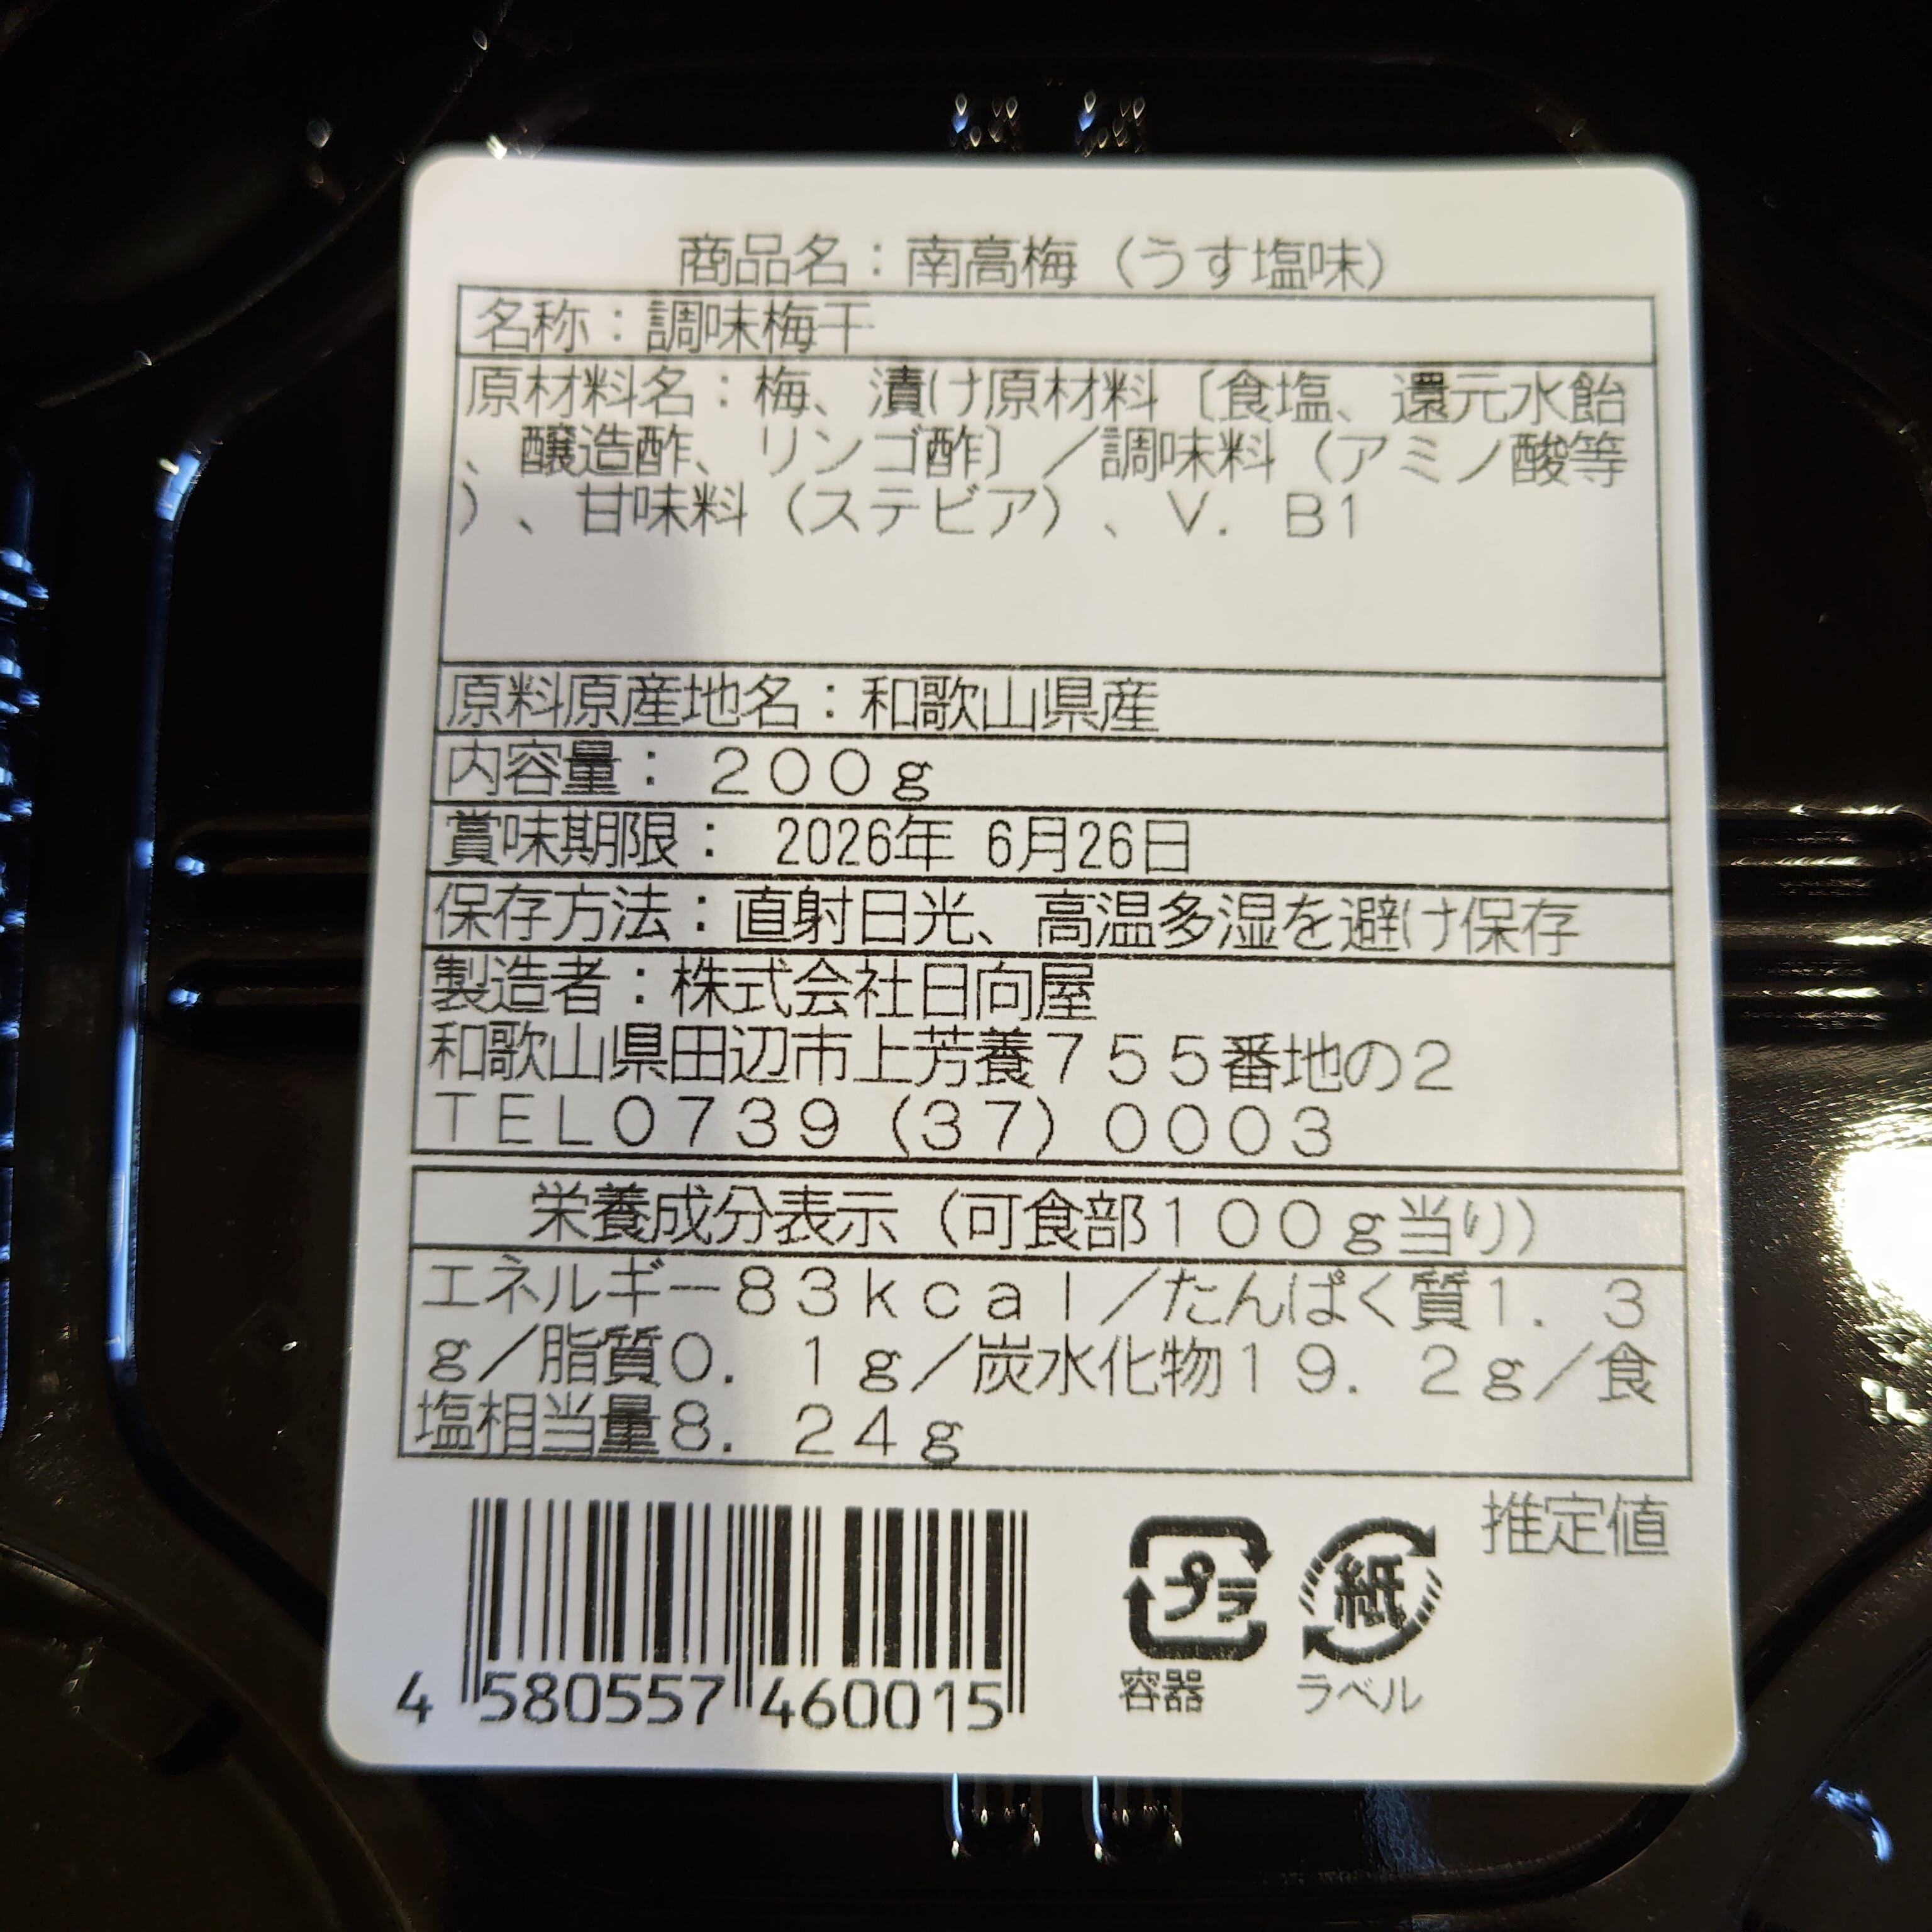 商品名：南高梅（うす塩味）
名称：調味梅干
原材料名：梅、漬け原材料〔食塩、還元水飴
、醸造酢、リンゴ酢〕／調味料（アミノ酸等
）、甘味料（ステビア）、Ｖ．Ｂ１
原料原産地名：和歌山県産
内容量： ２００ｇ
賞味期限： 2026年 6月26日
保存方法：直射日光、高温多湿を避け保存
製造者：株式会社日向屋
和歌山県田辺市上芳養７５５番地の２
ＴＥＬ０７３９（３７）０００３
栄養成分表示（可食部１００ｇ当り）
エネルギー８３ｋｃａｌ／たんぱく質１．３
ｇ／脂質０．１ｇ／炭水化物１９．２ｇ／食
塩相当量８．２４ｇ
推定値
プラ 紙
容器 ラベル
4 580557 460015